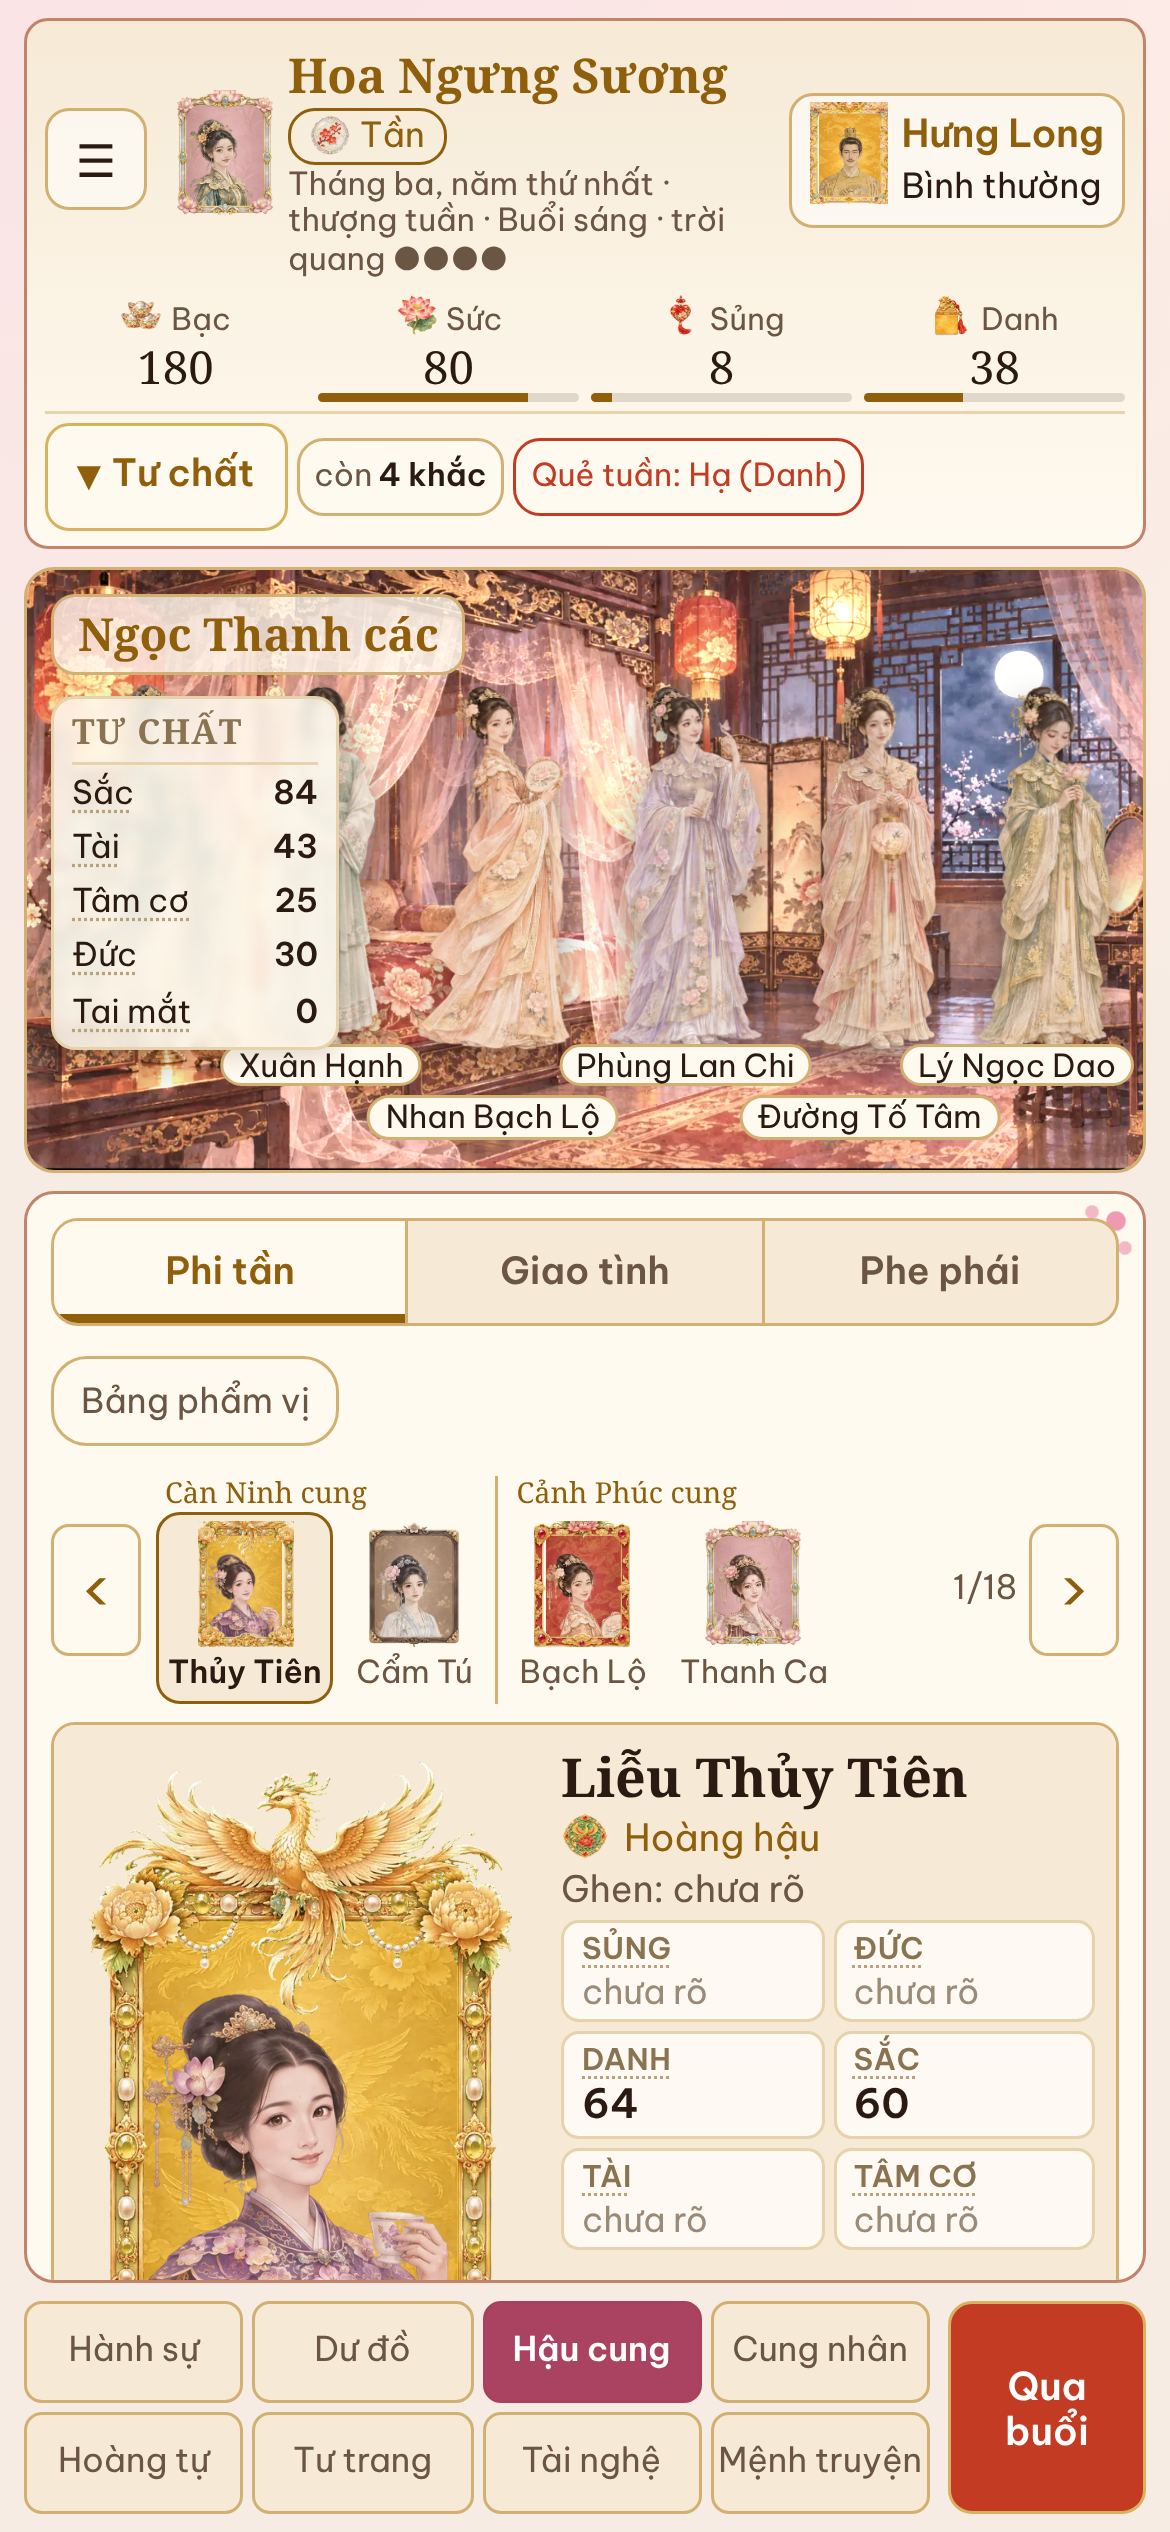 ☰
Hoa Ngưng Sương
Tần
Tháng ba, năm thứ nhất ·
thượng tuần · Buổi sáng · trời
quang ●●●●
Hưng Long
Bình thường
Bạc
180
Sức
80
Sủng
8
Danh
38
▼ Tư chất
còn 4 khắc
Quẻ tuần: Hạ (Danh)
Ngọc Thanh các
TƯ CHẤT
Sắc 84
Tài 43
Tâm cơ 25
Đức 30
Tai mắt 0
Xuân Hạnh
Phùng Lan Chi
Lý Ngọc Dao
Nhan Bạch Lộ
Đường Tố Tâm
Phi tần
Giao tình
Phe phái
Bảng phẩm vị
Càn Ninh cung
Cảnh Phúc cung
‹
Thủy Tiên
Cẩm Tú
Bạch Lộ
Thanh Ca
1/18
›
Liễu Thủy Tiên
Hoàng hậu
Ghen: chưa rõ
SỦNG
chưa rõ
ĐỨC
chưa rõ
DANH
64
SẮC
60
TÀI
chưa rõ
TÂM CƠ
chưa rõ
Hành sự
Dư đồ
Hậu cung
Cung nhân
Hoàng tự
Tư trang
Tài nghệ
Mệnh truyện
Qua
buổi